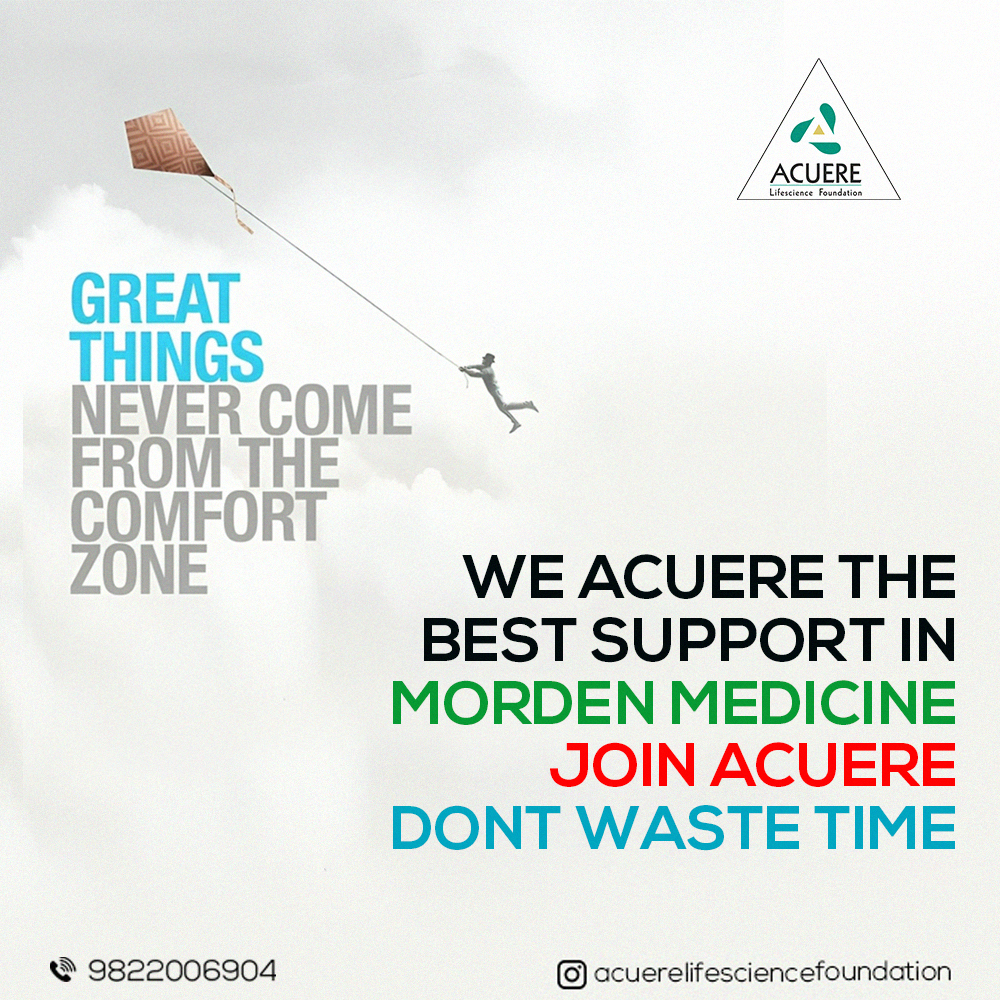 ACUERE
Lifescience Foundation
GREAT
THINGS
NEVER COME
FROM THE
COMFORT
ZONE
WE ACUERE THE
BEST SUPPORT IN
MORDEN MEDICINE
JOIN ACUERE
DONT WASTE TIME
9822006904
acuerelifesciencefoundation